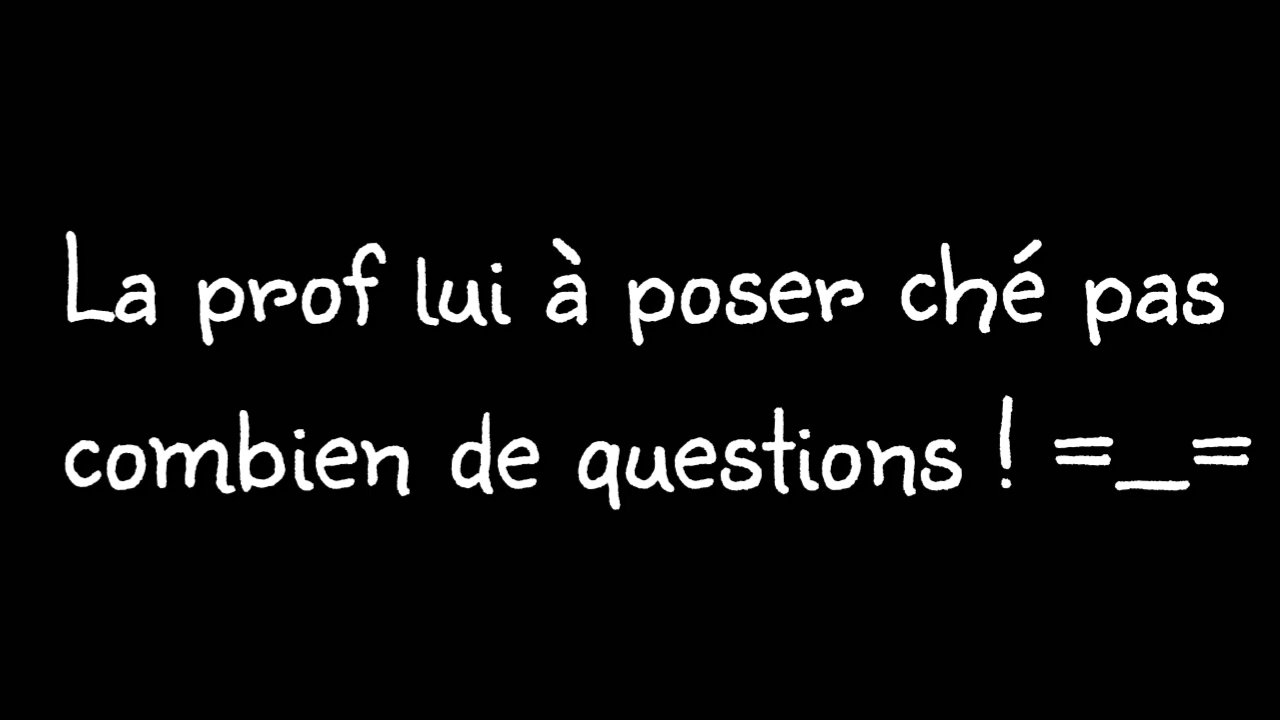 La prof lui à poser ché pas
combien de questions ! =_=